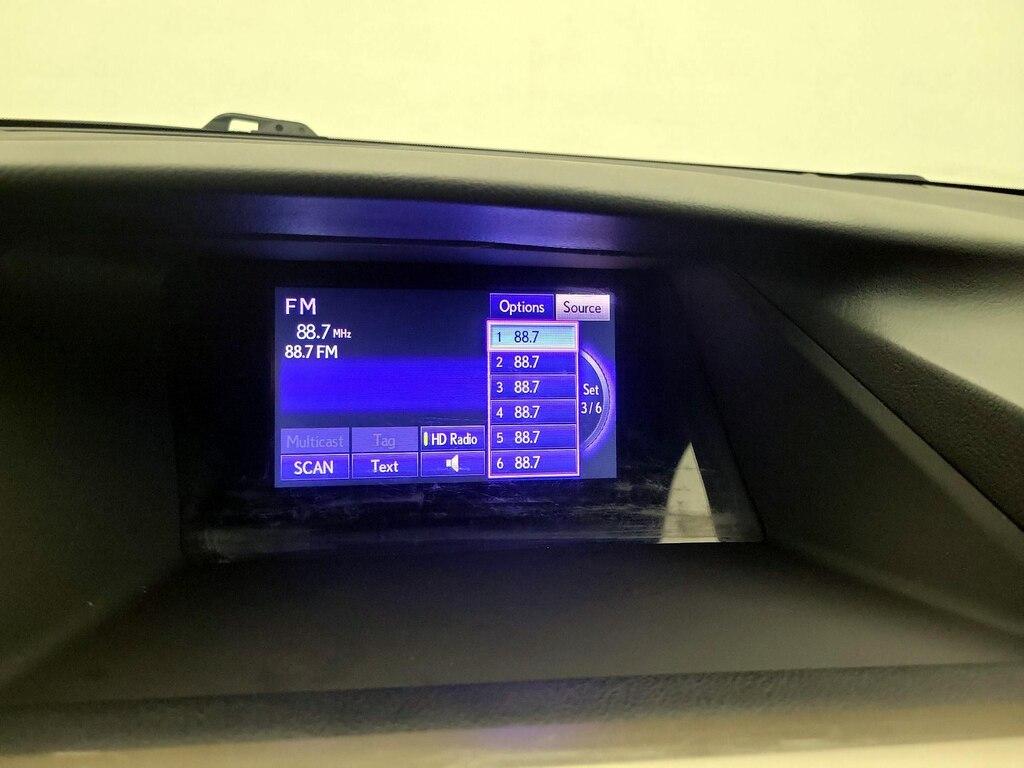 FM
88.7 MHz
88.7 FM
Multicast Tag HD Radio
SCAN Text
Options Source
1 88.7
2 88.7
3 88.7
4 88.7
5 88.7
6 88.7
Set
3/6